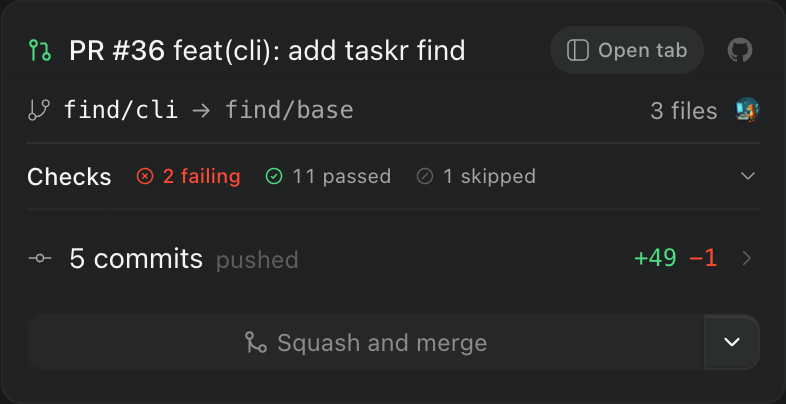 PR #36 feat(cli): add taskr find Open tab
find/cli → find/base 3 files
Checks 2 failing 11 passed 1 skipped
5 commits pushed +49 −1
Squash and merge